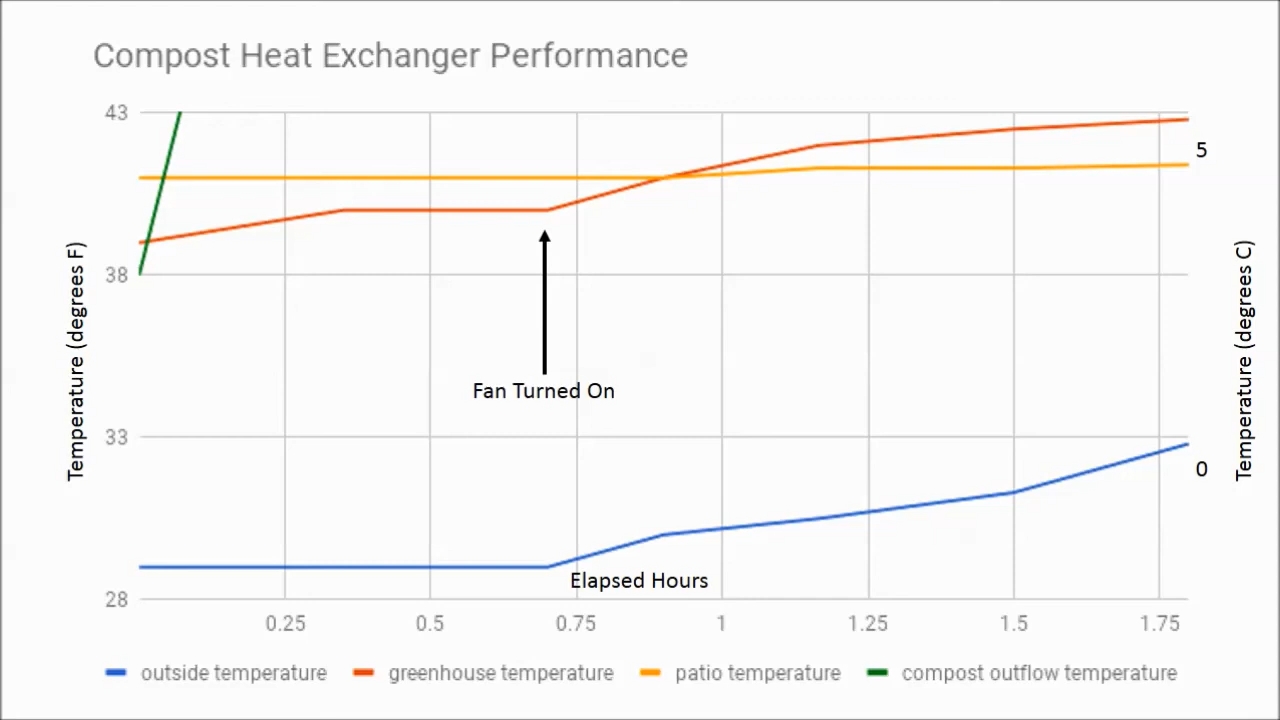 Compost Heat Exchanger Performance
43
5
38
Temperature (degrees F)
Temperature (degrees C)
Fan Turned On
33
0
Elapsed Hours
28
0.25 0.5 0.75 1 1.25 1.5 1.75
outside temperature greenhouse temperature patio temperature compost outflow temperature